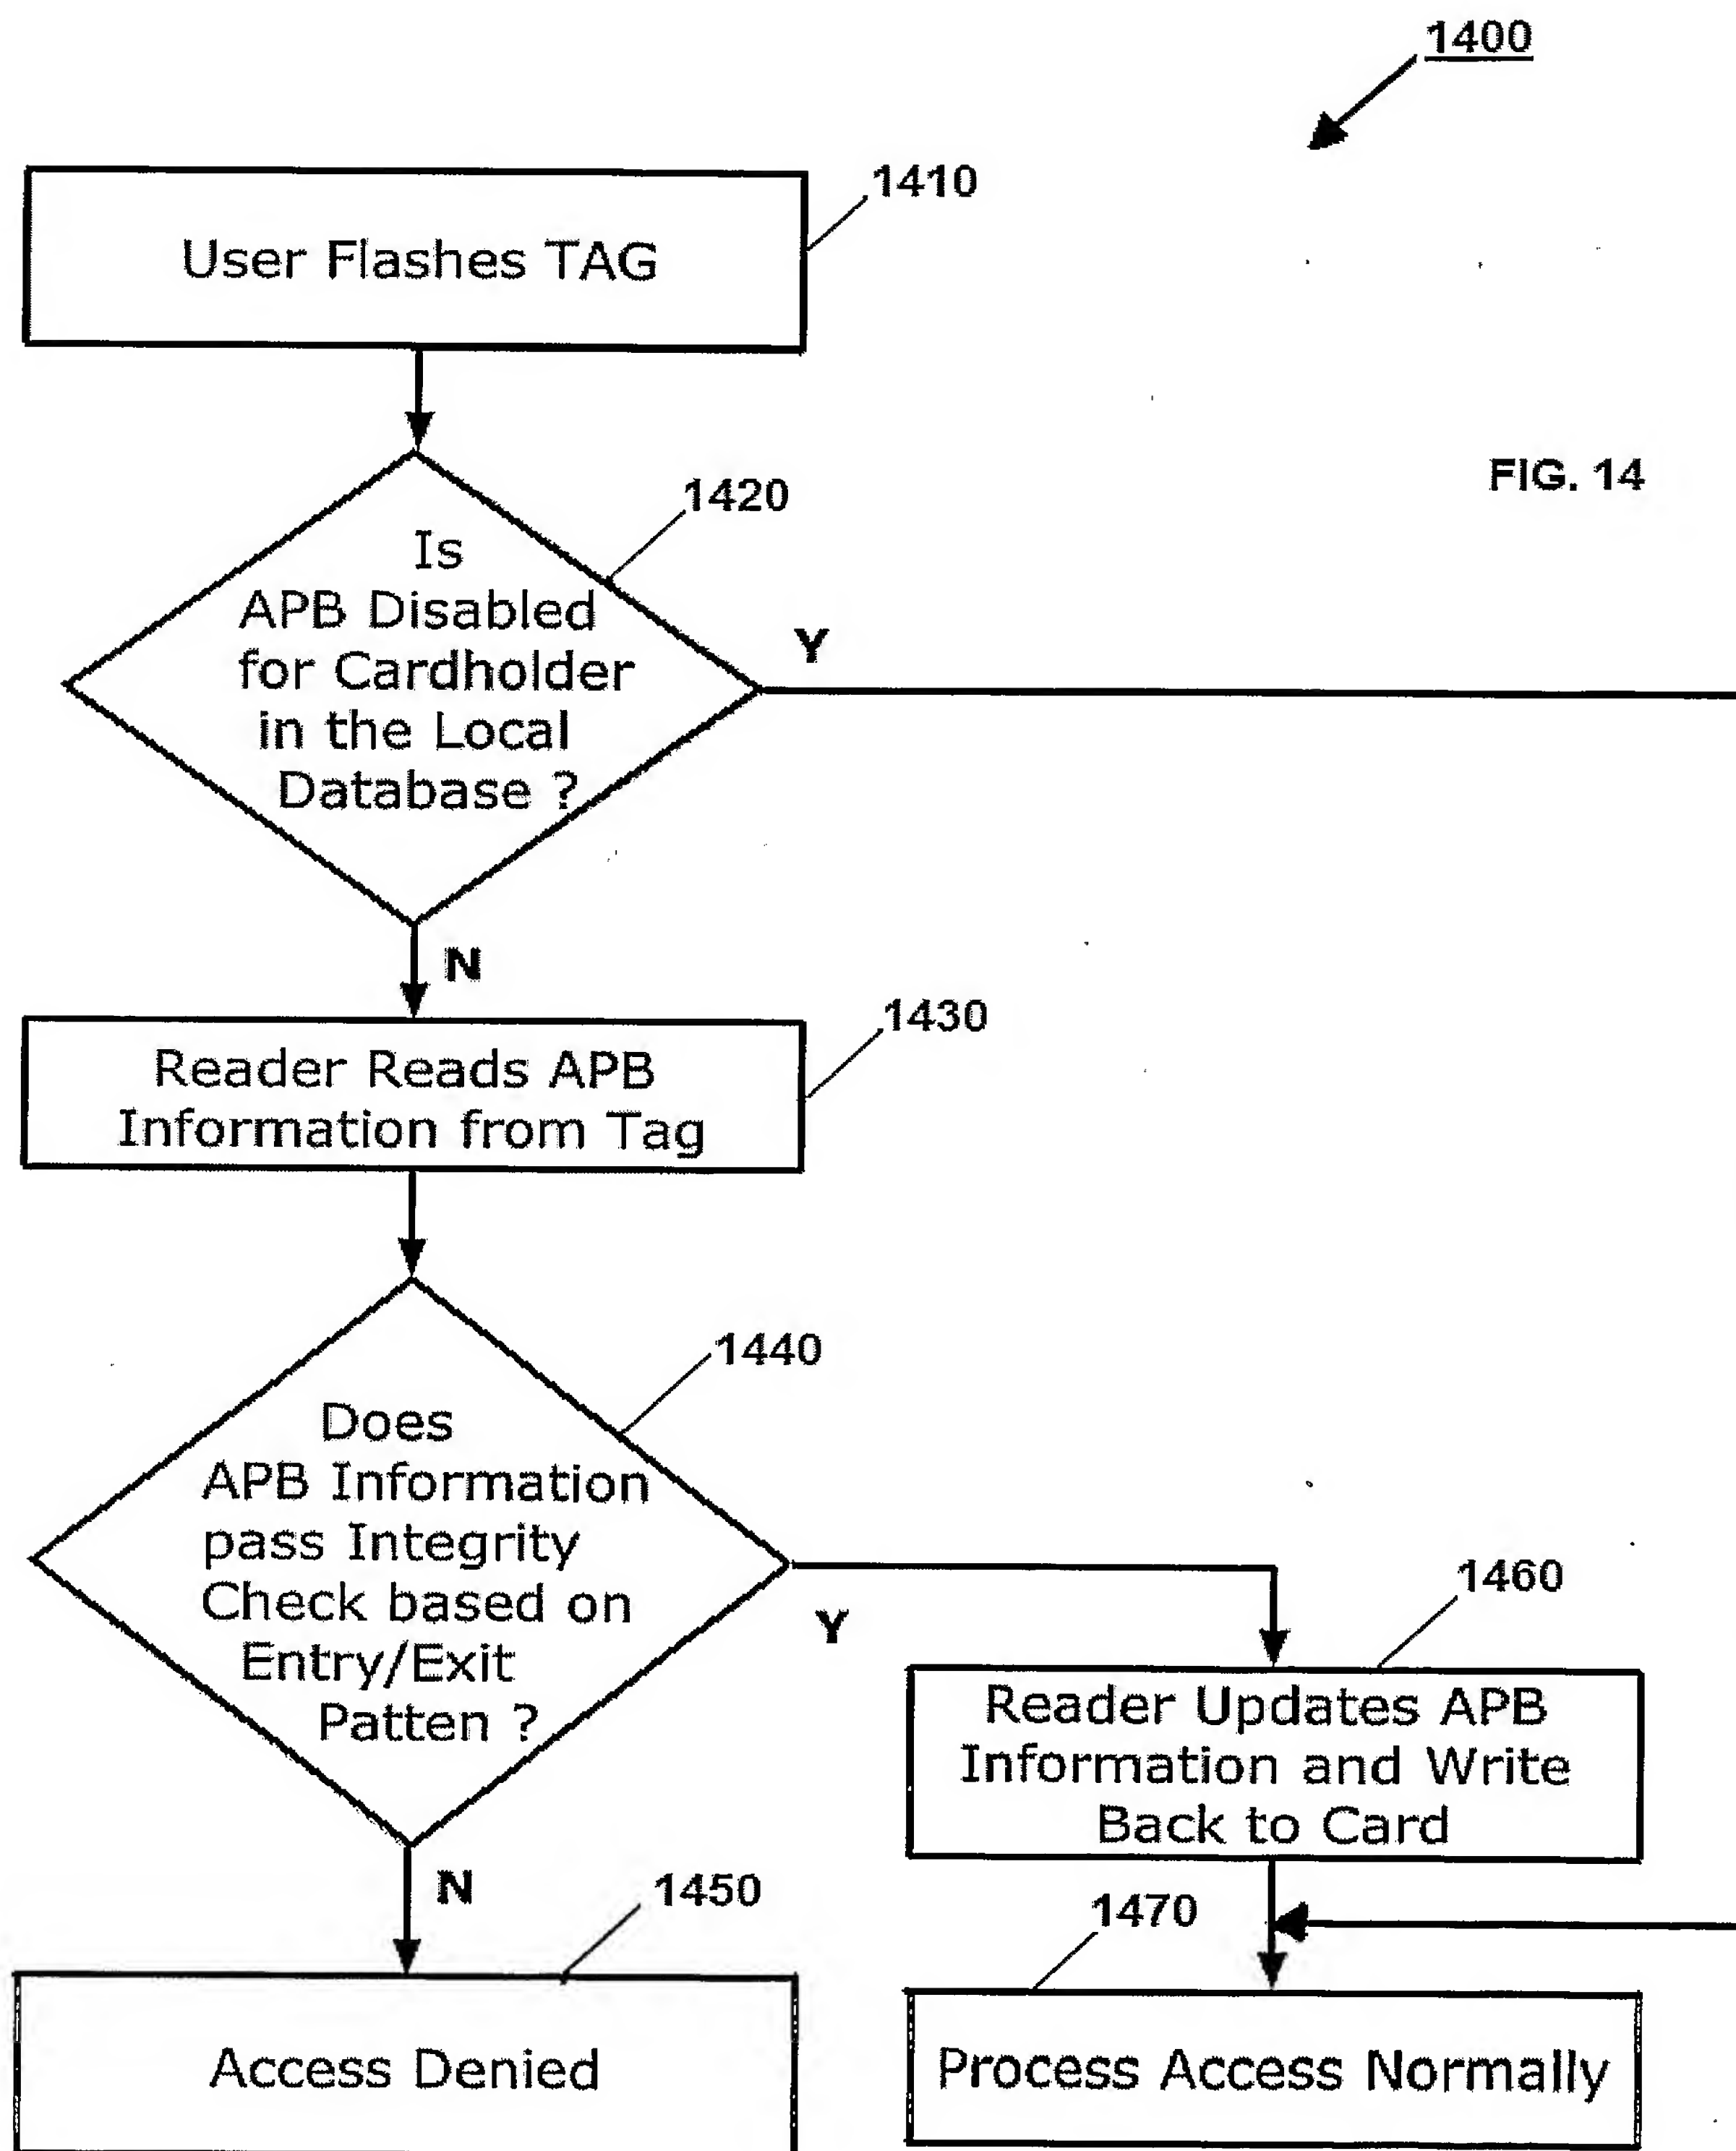 1400
1410
User Flashes TAG
FIG. 14
1420
Is
APB Disabled
for Cardholder
in the Local
Database ?
Y
N
1430
Reader Reads APB
Information from Tag
1440
Does
APB Information
pass Integrity
Check based on
Entry/Exit
Patten ?
Y
1460
Reader Updates APB
Information and Write
Back to Card
N
1450
1470
Access Denied
Process Access Normally